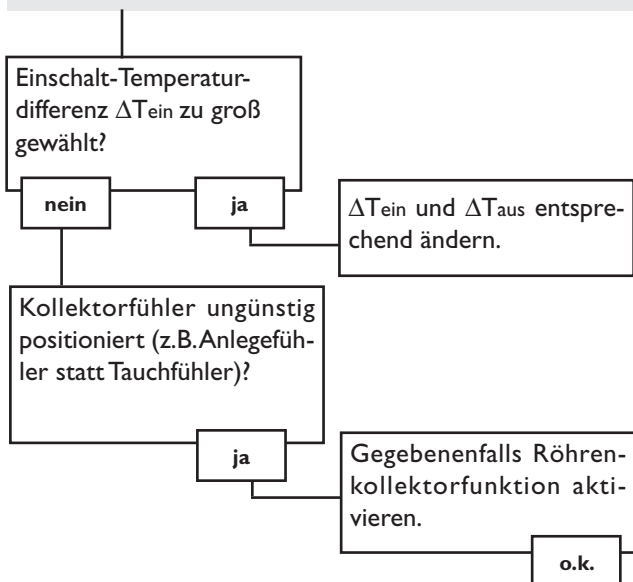 Einschalt-Temperatur-
differenz ΔTein zu groß
gewählt?
nein
ja
ΔTein und ΔTaus entspre-
chend ändern.
Kollektorfühler ungünstig
positioniert (z.B. Anlegefüh-
ler statt Tauchfühler)?
ja
Gegebenenfalls Röhren-
kollektorfunktion akti-
vieren.
o.k.